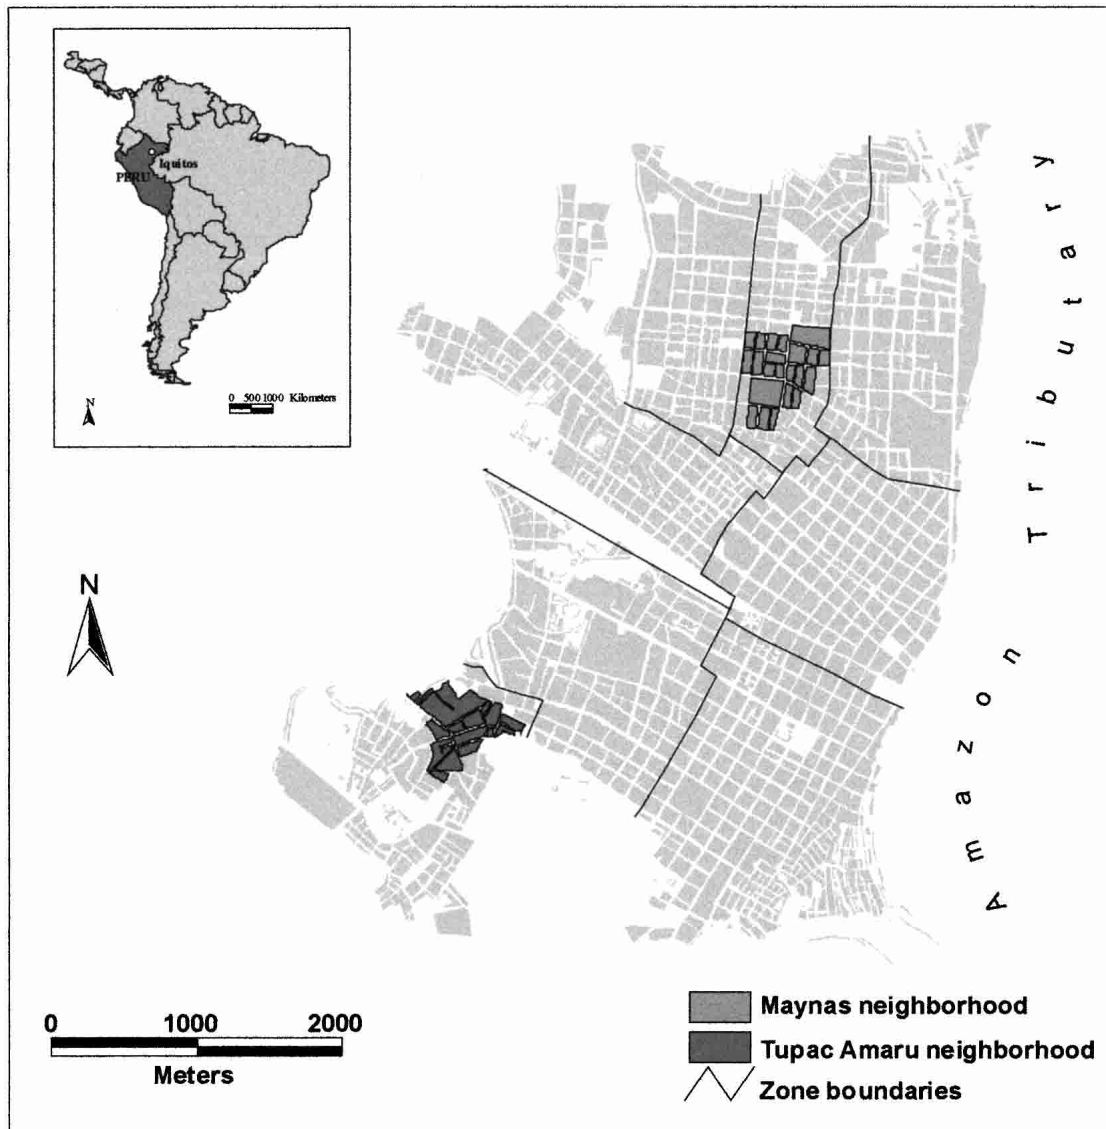 Iquitos
PERU
N
0 500 1000 Kilometers
N
Amazon Tributary
0 1000 2000
Meters
Maynas neighborhood
Tupac Amaru neighborhood
Zone boundaries